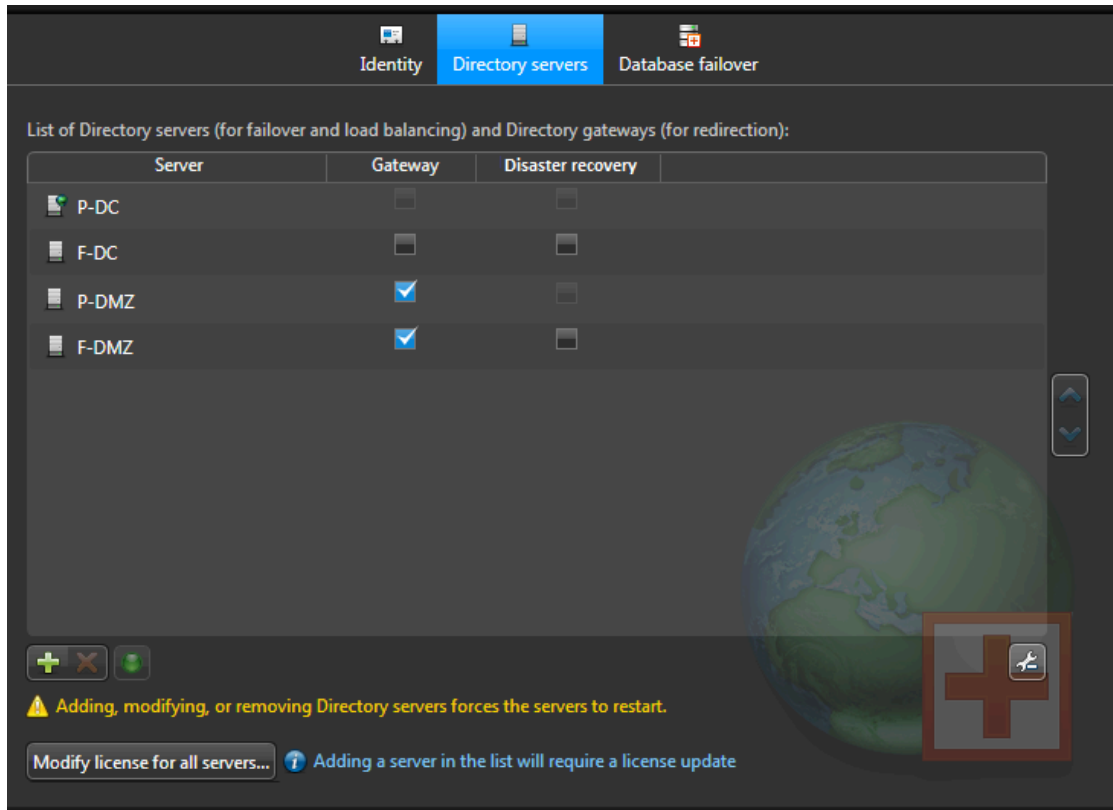 Identity Directory servers Database failover
List of Directory servers (for failover and load balancing) and Directory gateways (for redirection):
Server Gateway Disaster recovery
P-DC
F-DC
P-DMZ
F-DMZ
Adding, modifying, or removing Directory servers forces the servers to restart.
Modify license for all servers... Adding a server in the list will require a license update